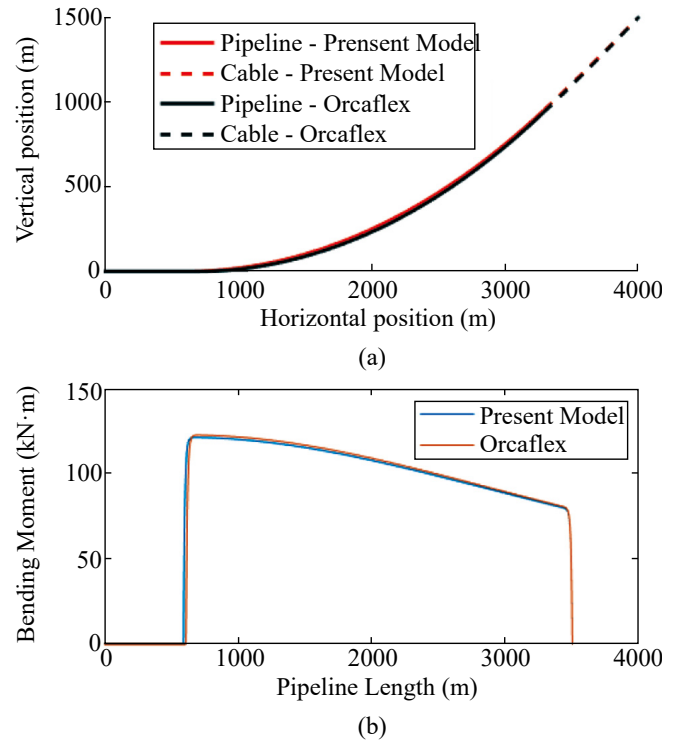 1500
1000
500
0
Vertical position (m)
Pipeline - Prensent Model
Cable - Present Model
Pipeline - Orcaflex
Cable - Orcaflex
0 1000 2000 3000 4000
Horizontal position (m)
(a)
150
100
50
0
Bending Moment (kN·m)
Present Model
Orcaflex
0 1000 2000 3000 4000
Pipeline Length (m)
(b)